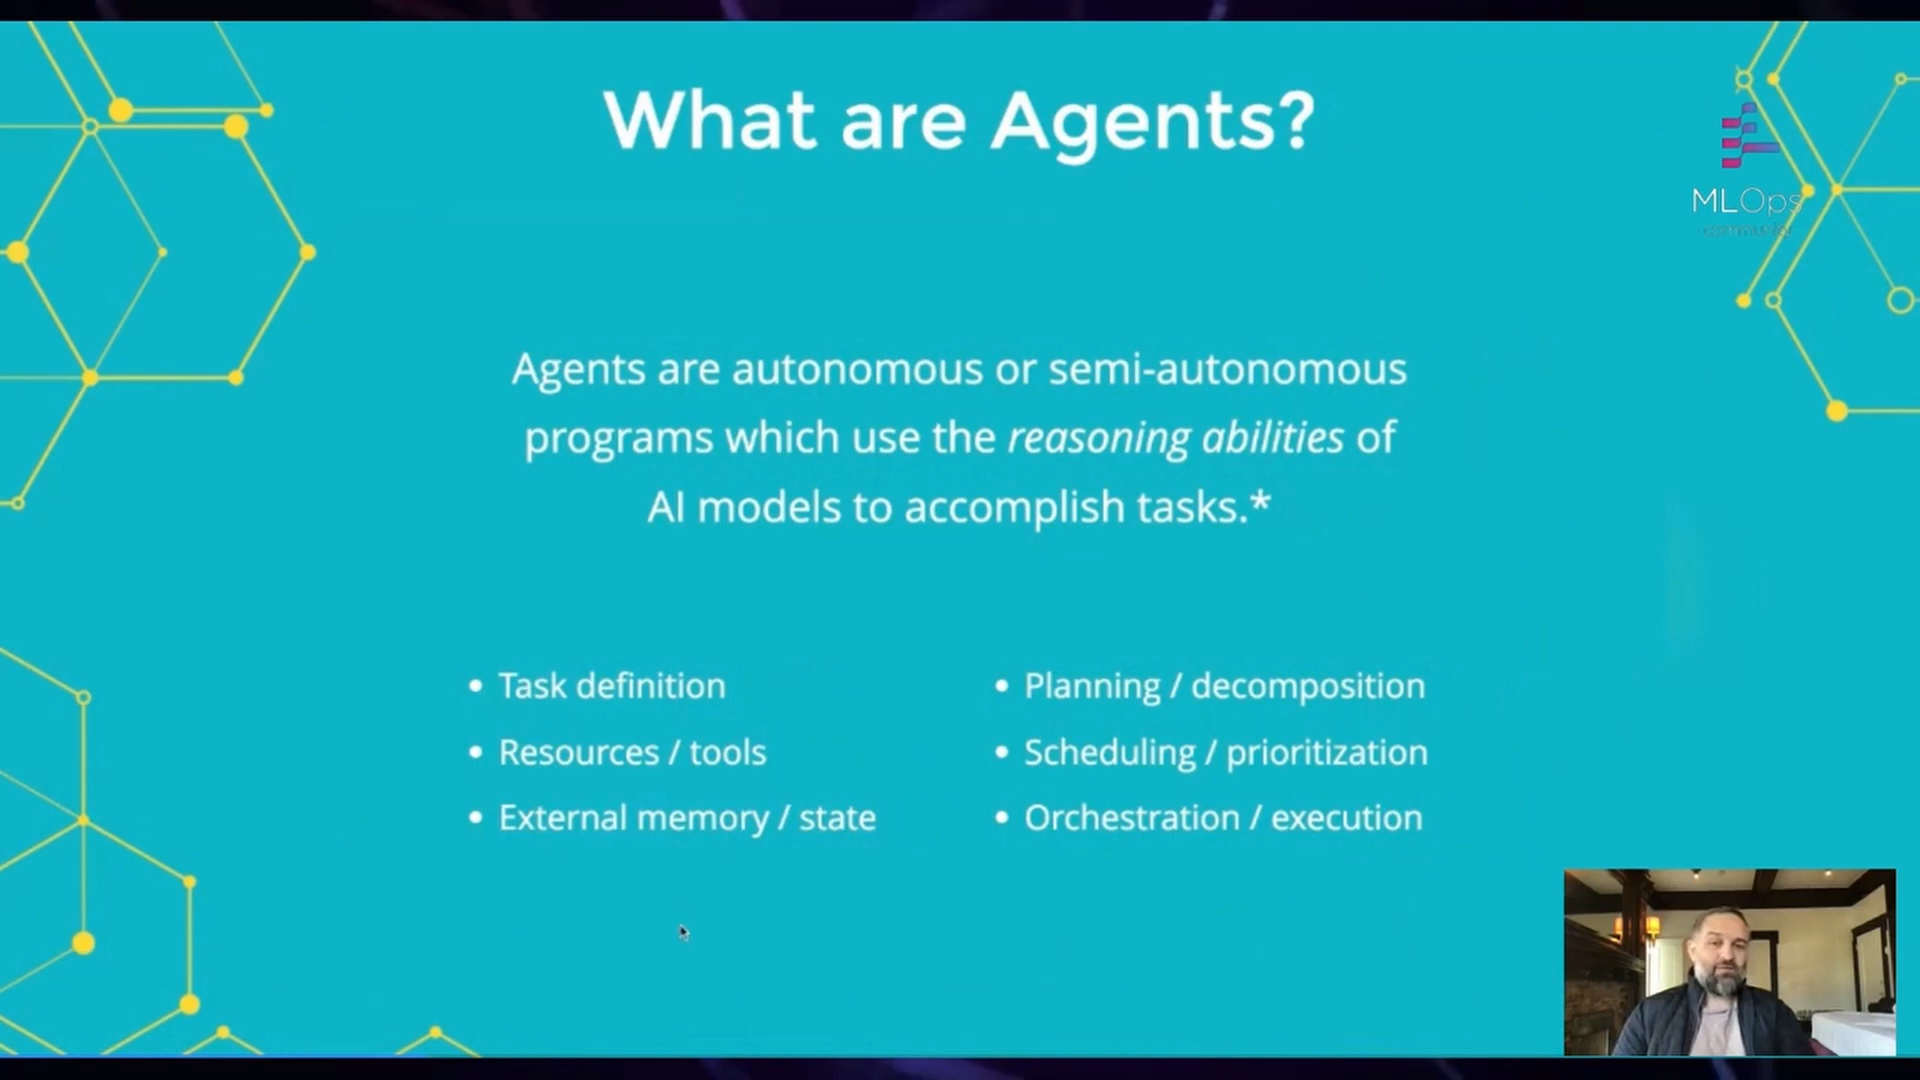 What are Agents?
MLOps
Agents are autonomous or semi-autonomous
programs which use the reasoning abilities of
AI models to accomplish tasks.*
• Task definition
• Resources / tools
• External memory / state
• Planning / decomposition
• Scheduling / prioritization
• Orchestration / execution